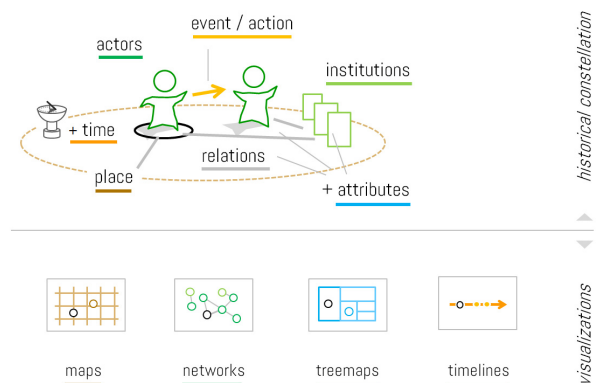 event / action
actors
institutions
+ time
relations
place
+ attributes
historical constellation
maps
networks
treemaps
timelines
visualizations